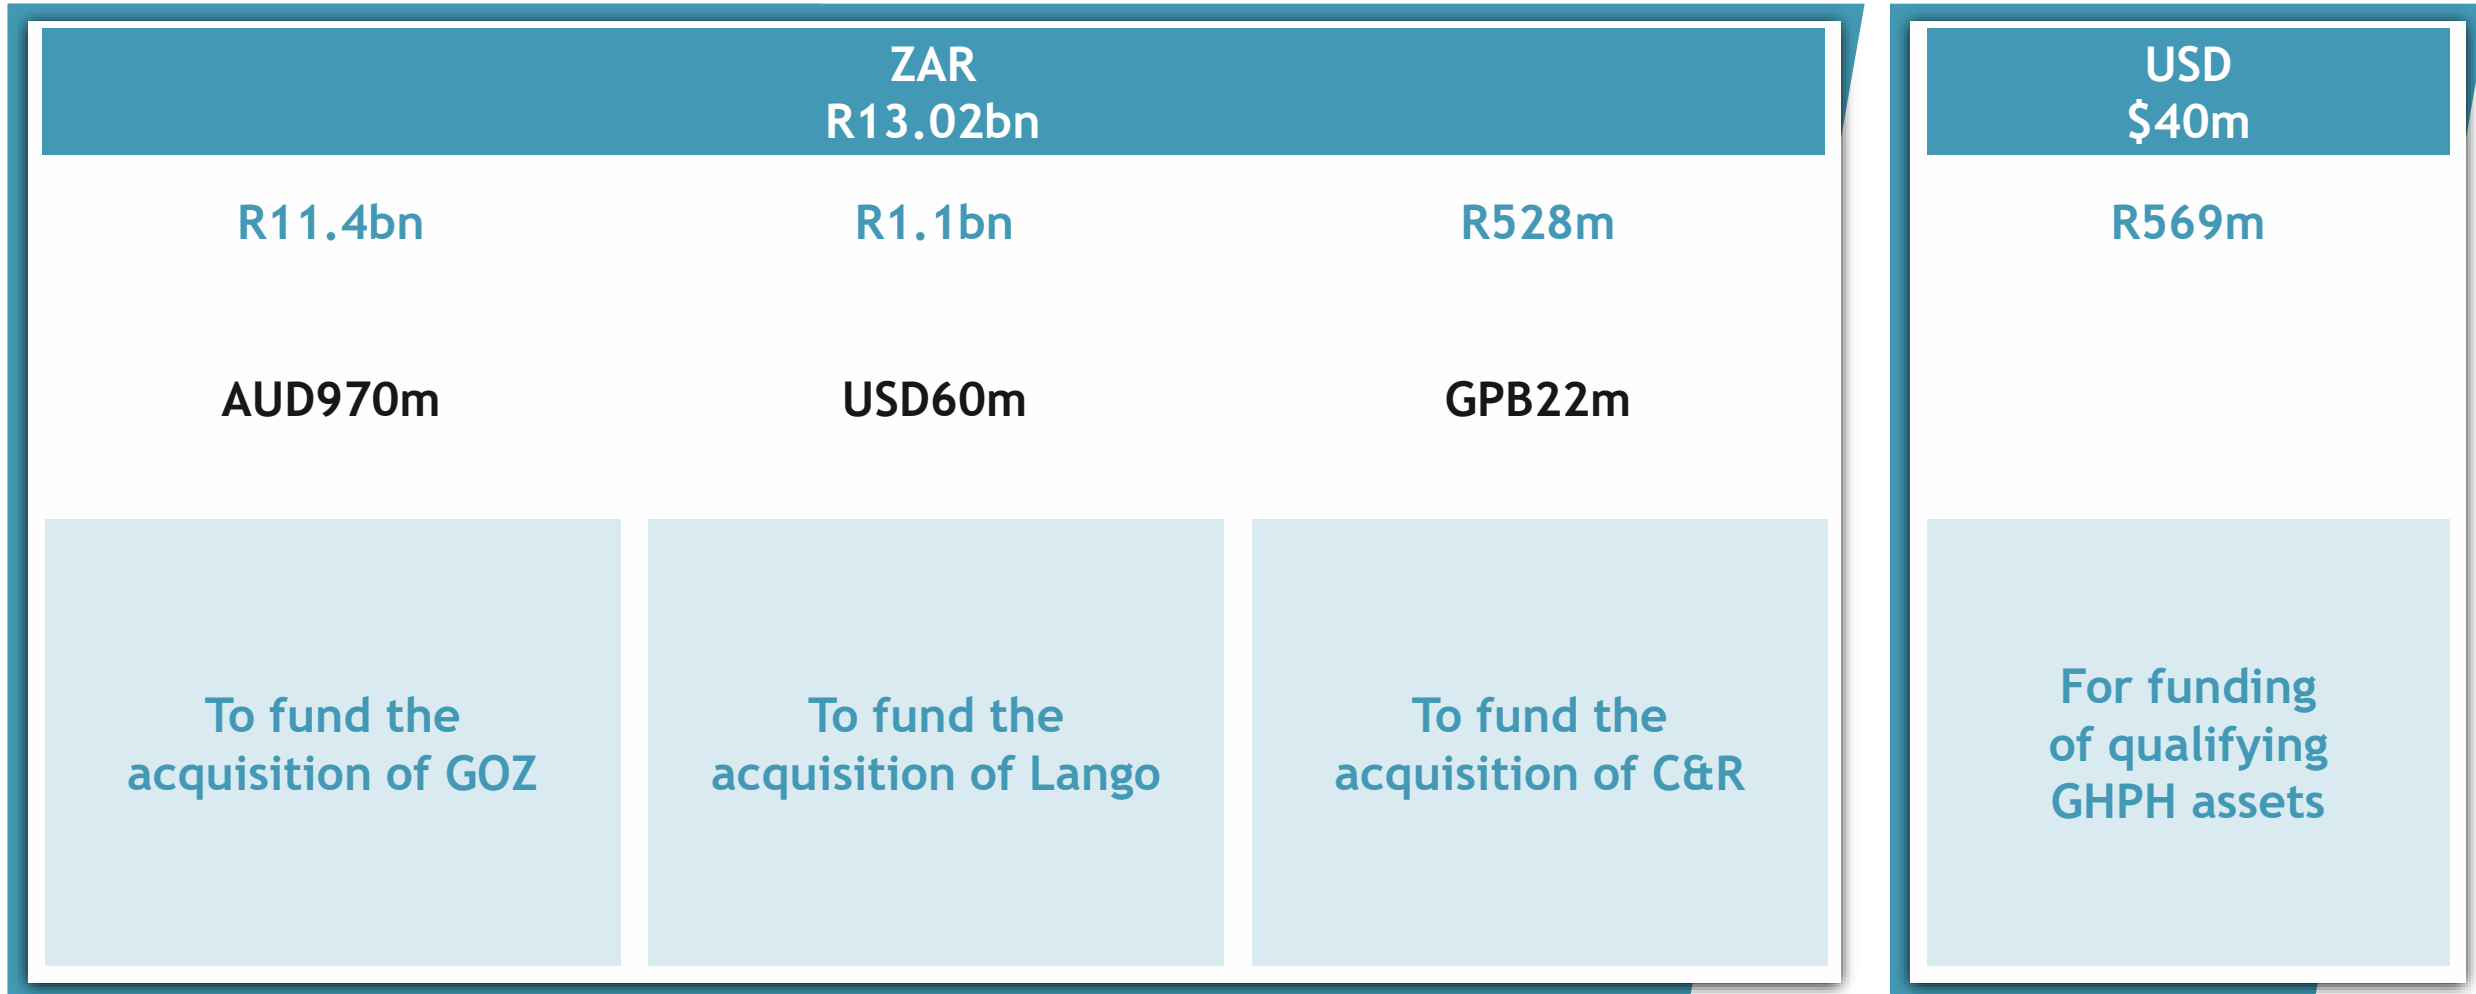 ZAR
R13.02bn
R11.4bn
R1.1bn
R528m
AUD970m
USD60m
GPB22m
To fund the
acquisition of GOZ
To fund the
acquisition of Lango
To fund the
acquisition of C&R
USD
$40m
R569m
For funding
of qualifying
GHPH assets